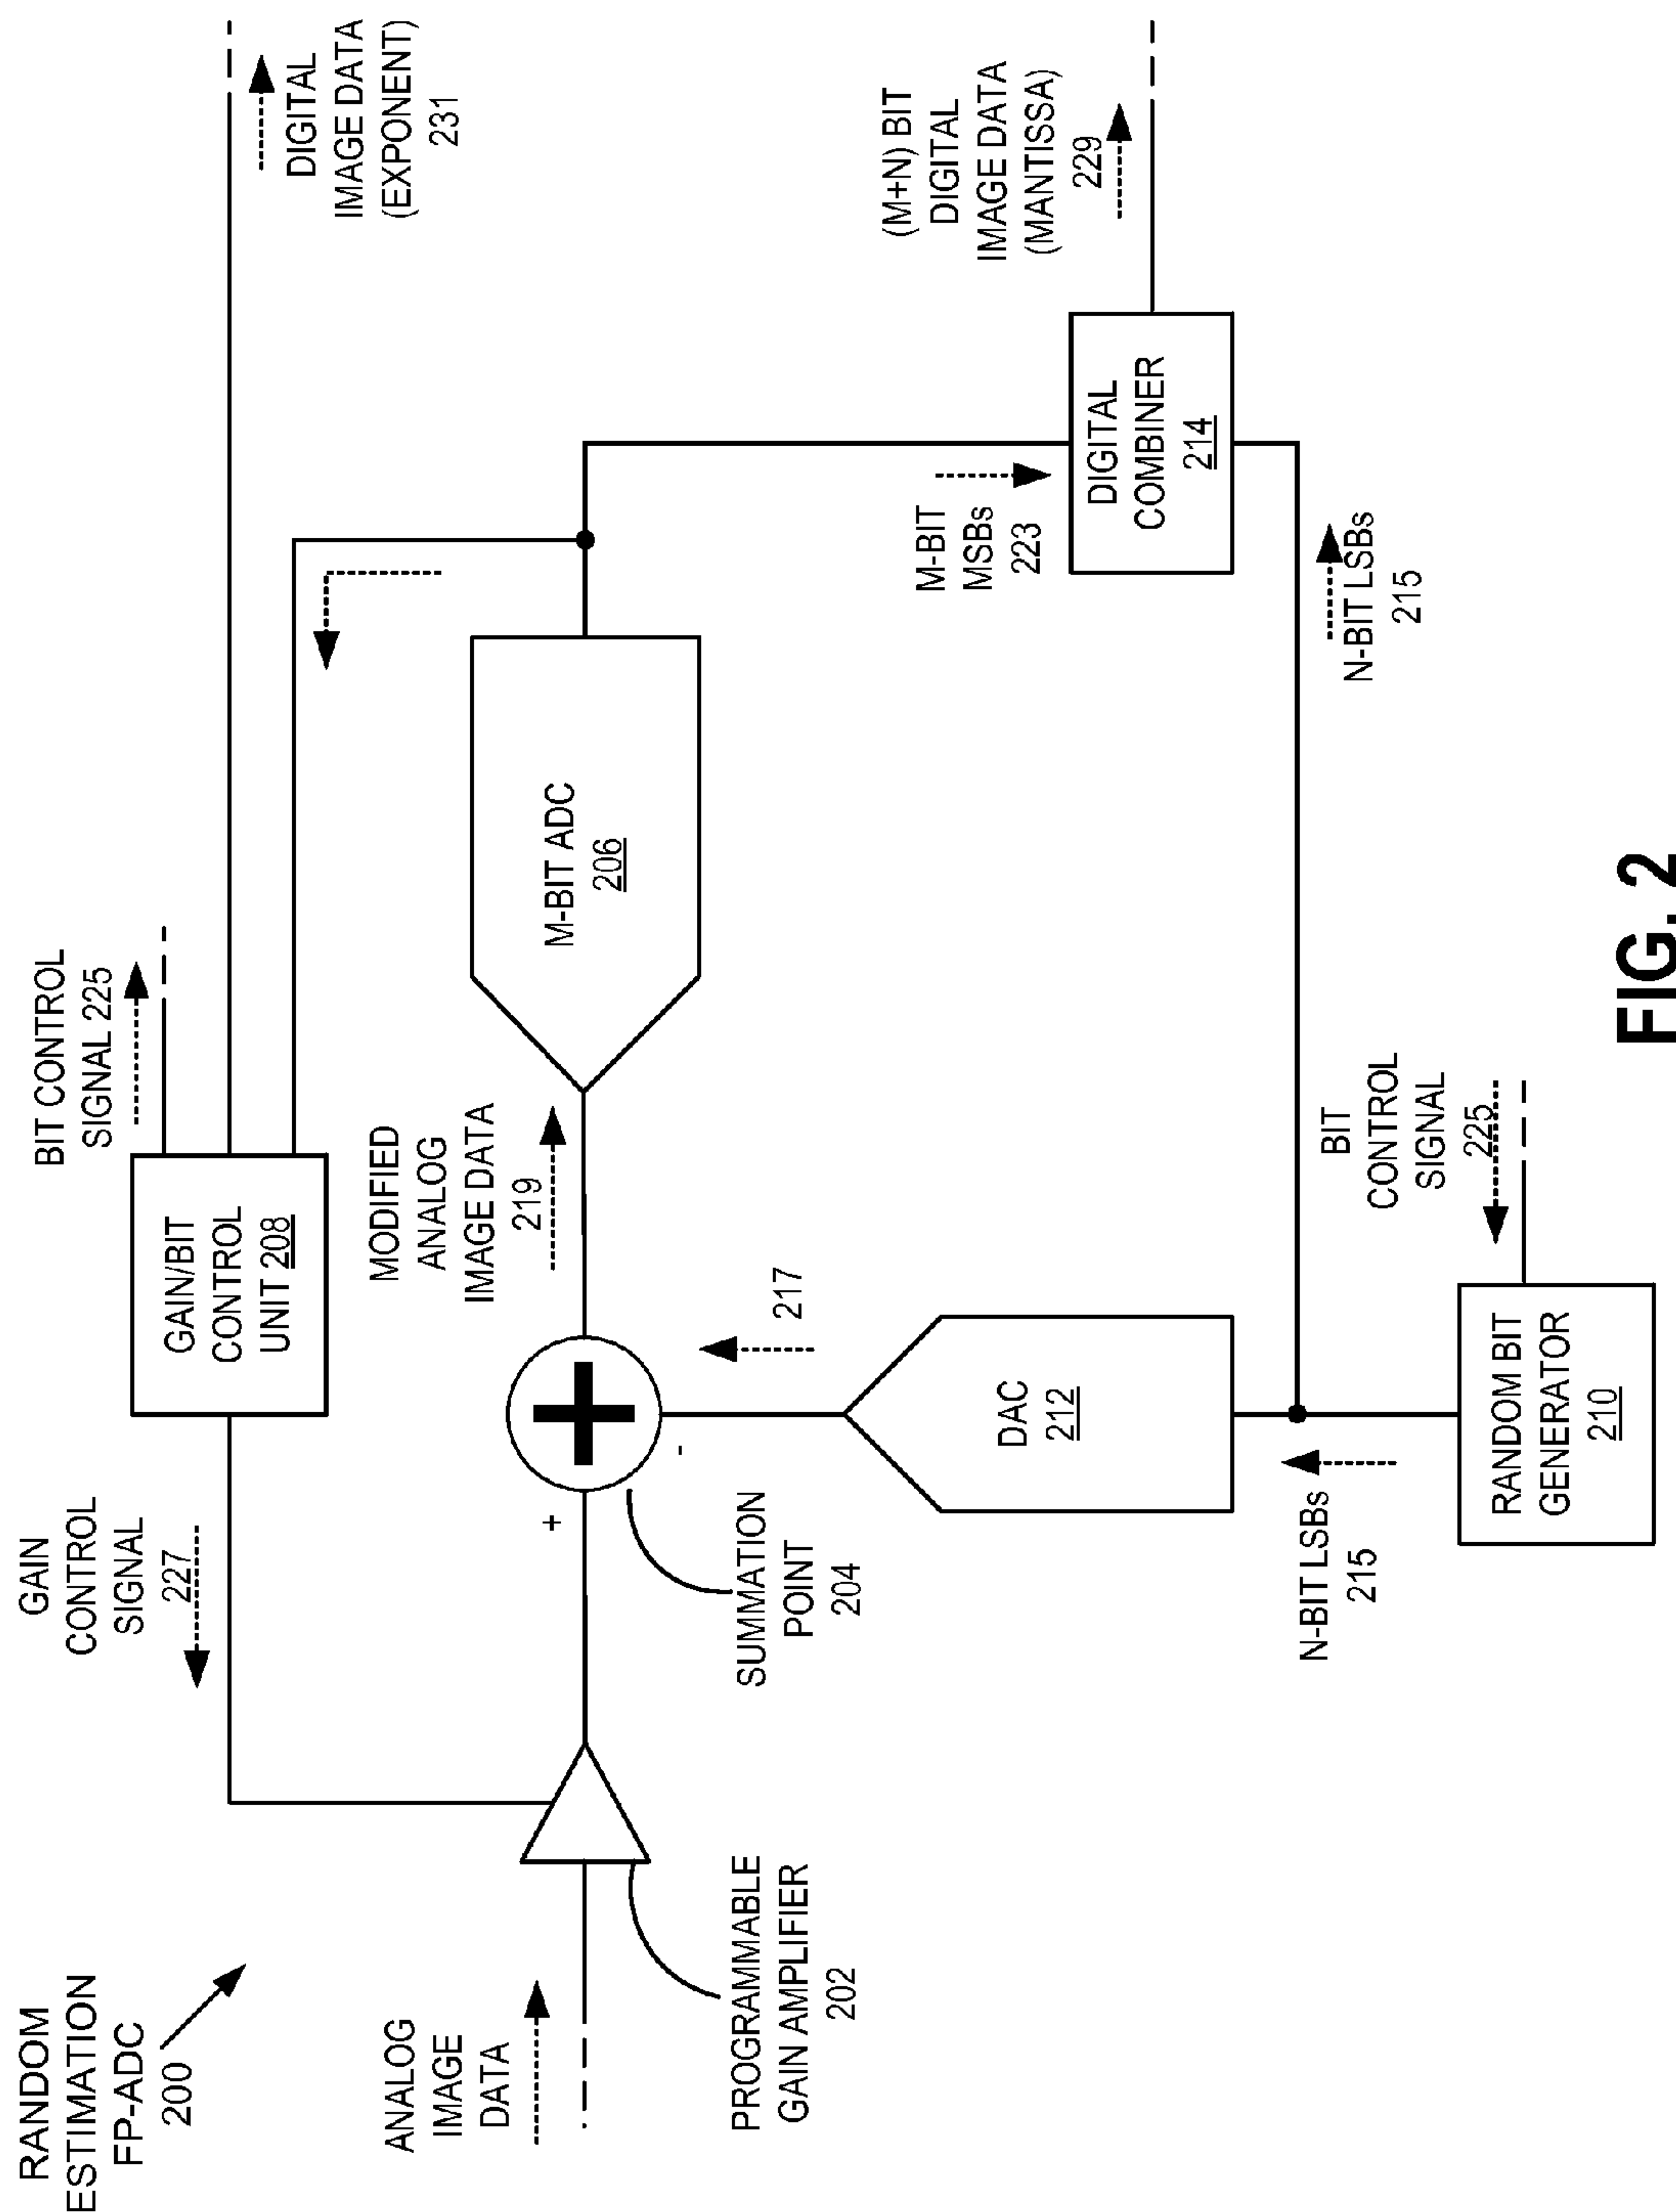 RANDOM
ESTIMATION
FP-ADC
200
GAIN
CONTROL
SIGNAL
227
BIT CONTROL
SIGNAL 225
GAIN/BIT
CONTROL
UNIT 208
DIGITAL
IMAGE DATA
(EXPONENT)
231
ANALOG
IMAGE
DATA
PROGRAMMABLE
GAIN AMPLIFIER
202
+
-
SUMMATION
POINT
204
MODIFIED
ANALOG
IMAGE DATA
219
M-BIT ADC
206
217
DAC
212
M-BIT
MSBs
223
DIGITAL
COMBINER
214
(M+N) BIT
DIGITAL
IMAGE DATA
(MANTISSA)
229
N-BIT LSBs
215
N-BIT LSBs
215
RANDOM BIT
GENERATOR
210
BIT
CONTROL
SIGNAL
225
FIG. 2